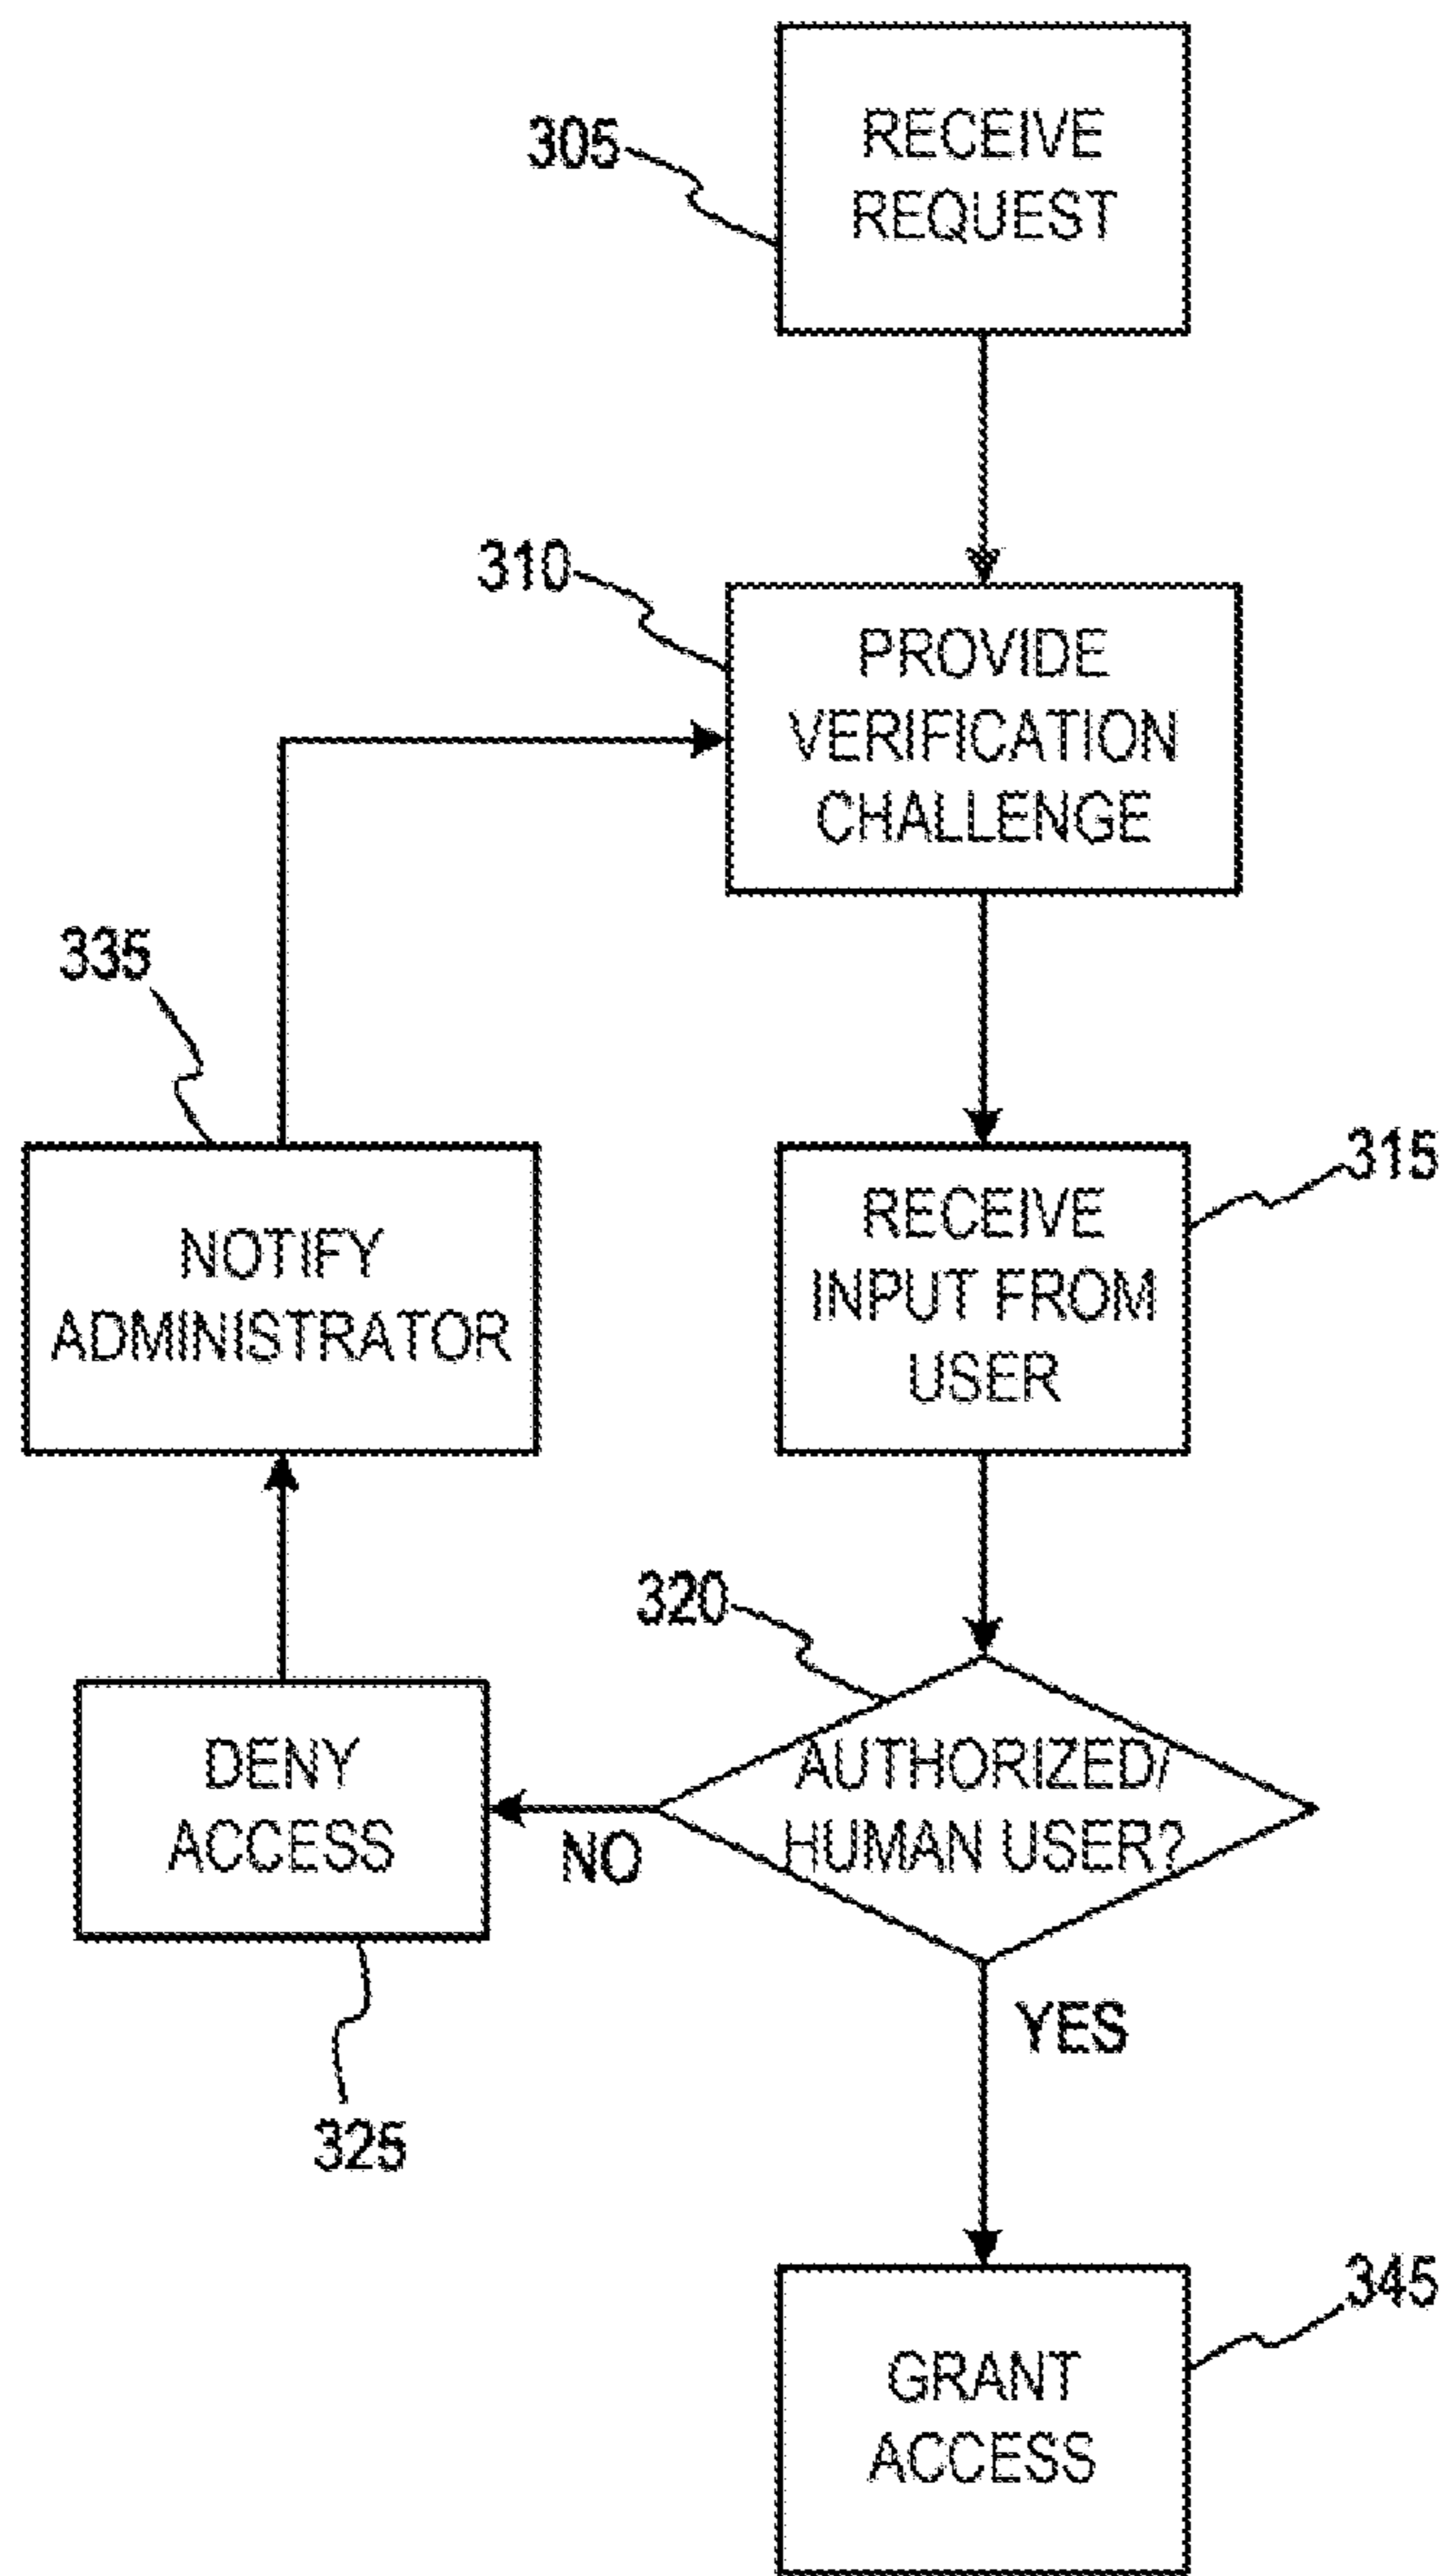 305
RECEIVE
REQUEST
310
PROVIDE
VERIFICATION
CHALLENGE
335
NOTIFY
ADMINISTRATOR
315
RECEIVE
INPUT FROM
USER
320
AUTHORIZED/
HUMAN USER?
NO
DENY
ACCESS
325
YES
345
GRANT
ACCESS